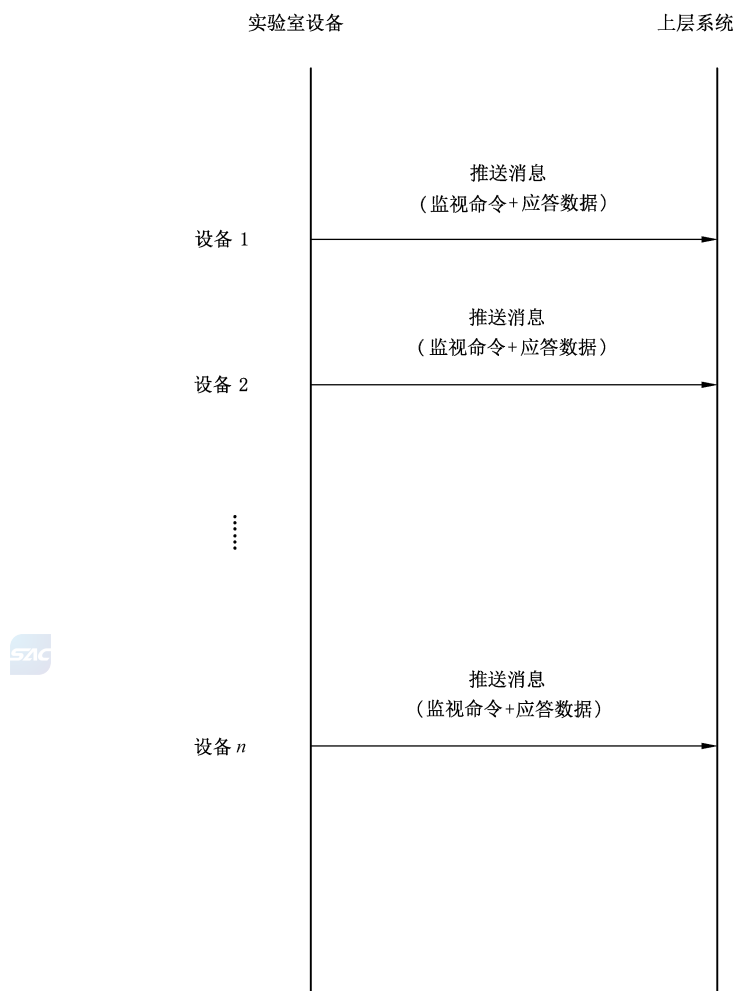 实验室设备
上层系统
推送消息
(监视命令+应答数据)
设备 1
推送消息
(监视命令+应答数据)
设备 2
⋮
SAC
推送消息
(监视命令+应答数据)
设备 n